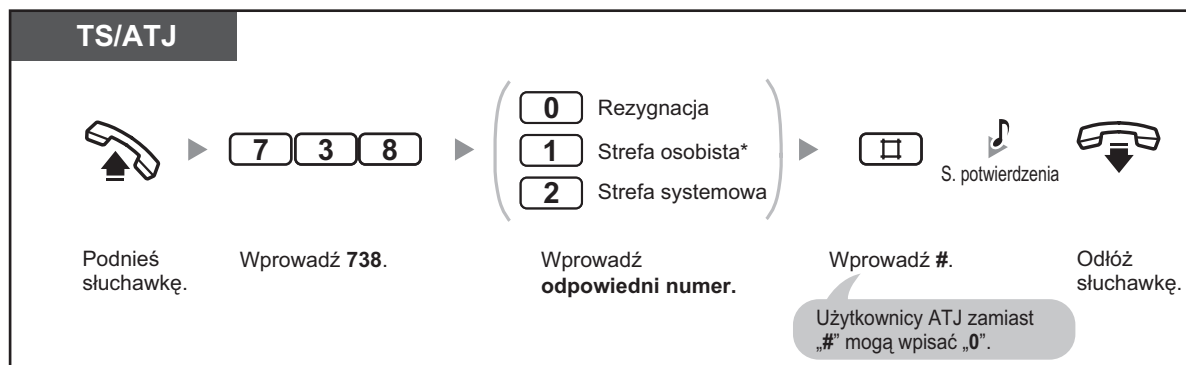 TS/ATJ
7 3 8
0 Rezygnacja
1 Strefa osobista*
2 Strefa systemowa
#
S. potwierdzenia
Podnieś
słuchawkę.
Wprowadź 738.
Wprowadź
odpowiedni numer.
Wprowadź #.
Odłóż
słuchawkę.
Użytkownicy ATJ zamiast
„#” mogą wpisać „0”.